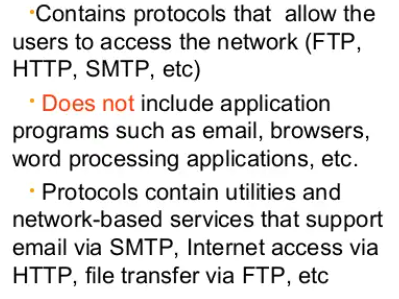 •Contains protocols that allow the
users to access the network (FTP,
HTTP, SMTP, etc)
• Does not include application
programs such as email, browsers,
word processing applications, etc.
• Protocols contain utilities and
network-based services that support
email via SMTP, Internet access via
HTTP, file transfer via FTP, etc